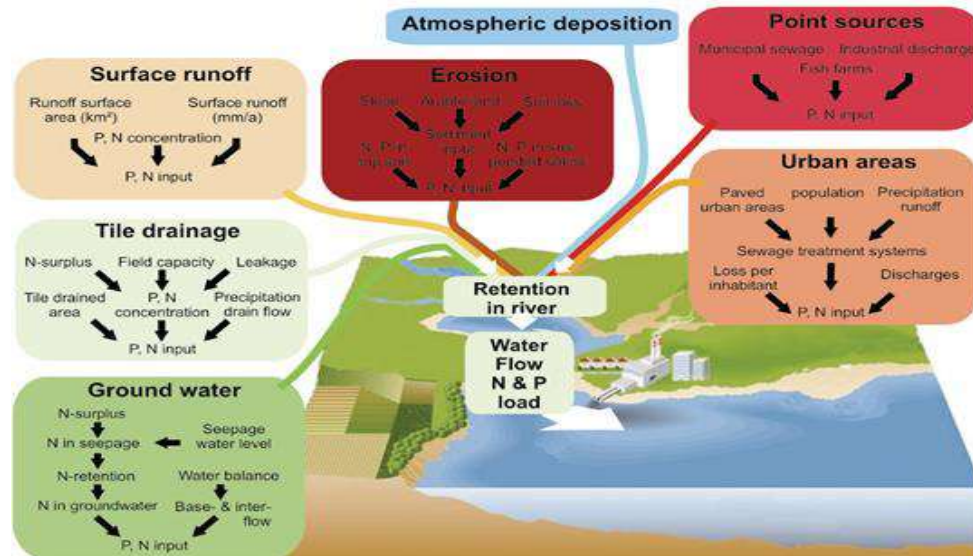 Atmospheric deposition
Point sources
Municipal sewage Industrial discharge
Fish farms
P, N input
Surface runoff
Runoff surface
area (km²)
Surface runoff
(mm/a)
P, N concentration
P, N input
Erosion
Slope Arable land
Sediment
input
P, N input
Urban areas
Paved
urban areas
population
Precipitation
runoff
Sewage treatment systems
Loss per
inhabitant
Discharges
P, N input
Tile drainage
N-surplus Field capacity Leakage
Tile drained
area
P, N
concentration
Precipitation
drain flow
P, N input
Retention
in river
Water
Flow
N & P
load
Ground water
N-surplus
N in seepage
Seepage
water level
N-retention
Water balance
N in groundwater
Base- & inter-
flow
P, N input